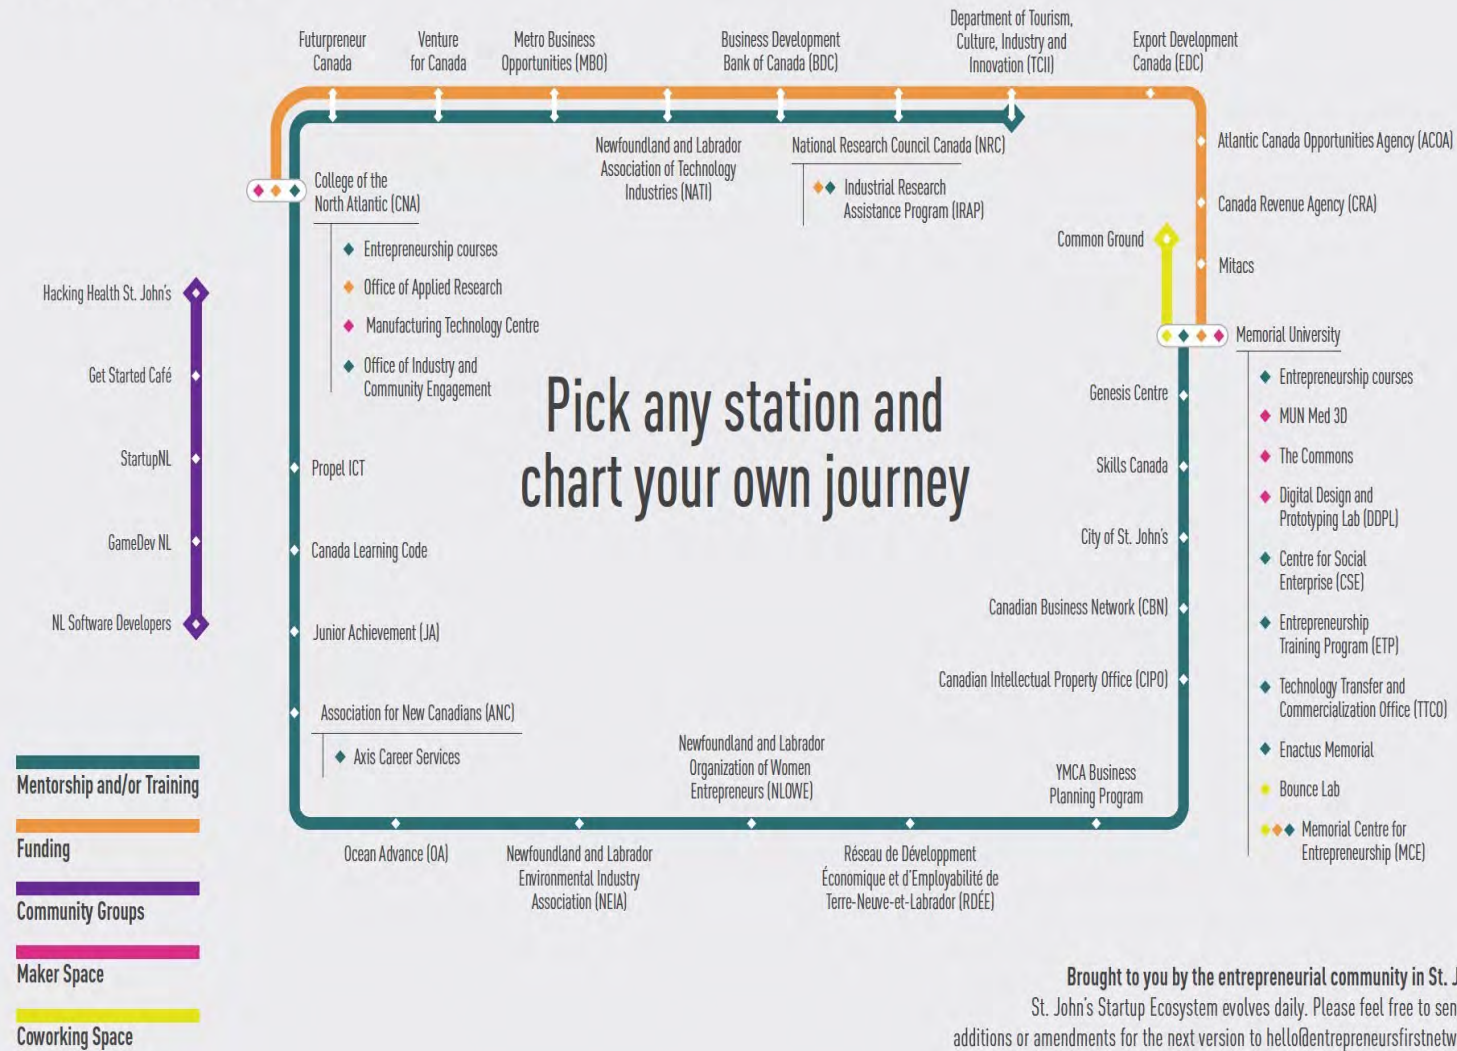 Futurpreneur
Canada
Venture
for Canada
Metro Business
Opportunities (MBO)
Business Development
Bank of Canada (BDC)
Department of Tourism,
Culture, Industry and
Innovation (TCII)
Export Development
Canada (EDC)
Newfoundland and Labrador
Association of Technology
Industries (NATI)
National Research Council Canada (NRC)
Industrial Research
Assistance Program (IRAP)
Atlantic Canada Opportunities Agency (ACOA)
Canada Revenue Agency (CRA)
Mitacs
Common Ground
College of the
North Atlantic (CNA)
Entrepreneurship courses
Office of Applied Research
Manufacturing Technology Centre
Office of Industry and
Community Engagement
Hacking Health St. John's
Get Started Café
StartupNL
GameDev NL
NL Software Developers
Pick any station and
chart your own journey
Memorial University
Entrepreneurship courses
MUN Med 3D
The Commons
Digital Design and
Prototyping Lab (DDPL)
Centre for Social
Enterprise (CSE)
Entrepreneurship
Training Program (ETP)
Technology Transfer and
Commercialization Office (TTCO)
Enactus Memorial
Bounce Lab
Memorial Centre for
Entrepreneurship (MCE)
Genesis Centre
Skills Canada
City of St. John's
Canadian Business Network (CBN)
Canadian Intellectual Property Office (CIPO)
Propel ICT
Canada Learning Code
Junior Achievement (JA)
Association for New Canadians (ANC)
Axis Career Services
Newfoundland and Labrador
Organization of Women
Entrepreneurs (NLOWE)
YMCA Business
Planning Program
Ocean Advance (OA)
Newfoundland and Labrador
Environmental Industry
Association (NEIA)
Réseau de Développment
Économique et d'Employabilité de
Terre-Neuve-et-Labrador (RDÉE)
Mentorship and/or Training
Funding
Community Groups
Maker Space
Coworking Space
Brought to you by the entrepreneurial community in St. J
St. John's Startup Ecosystem evolves daily. Please feel free to sen
additions or amendments for the next version to hello@entrepreneursfirstnetw